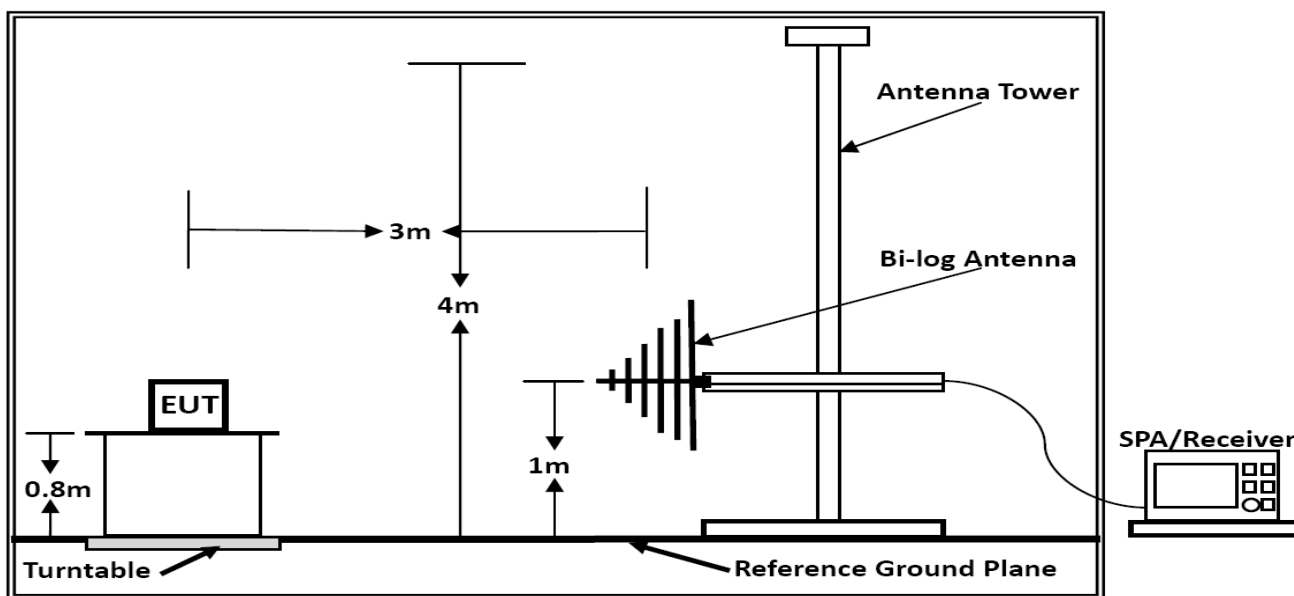 Antenna Tower
3m
Bi-log Antenna
4m
EUT
SPA/Receiver
1m
0.8m
Turntable
Reference Ground Plane